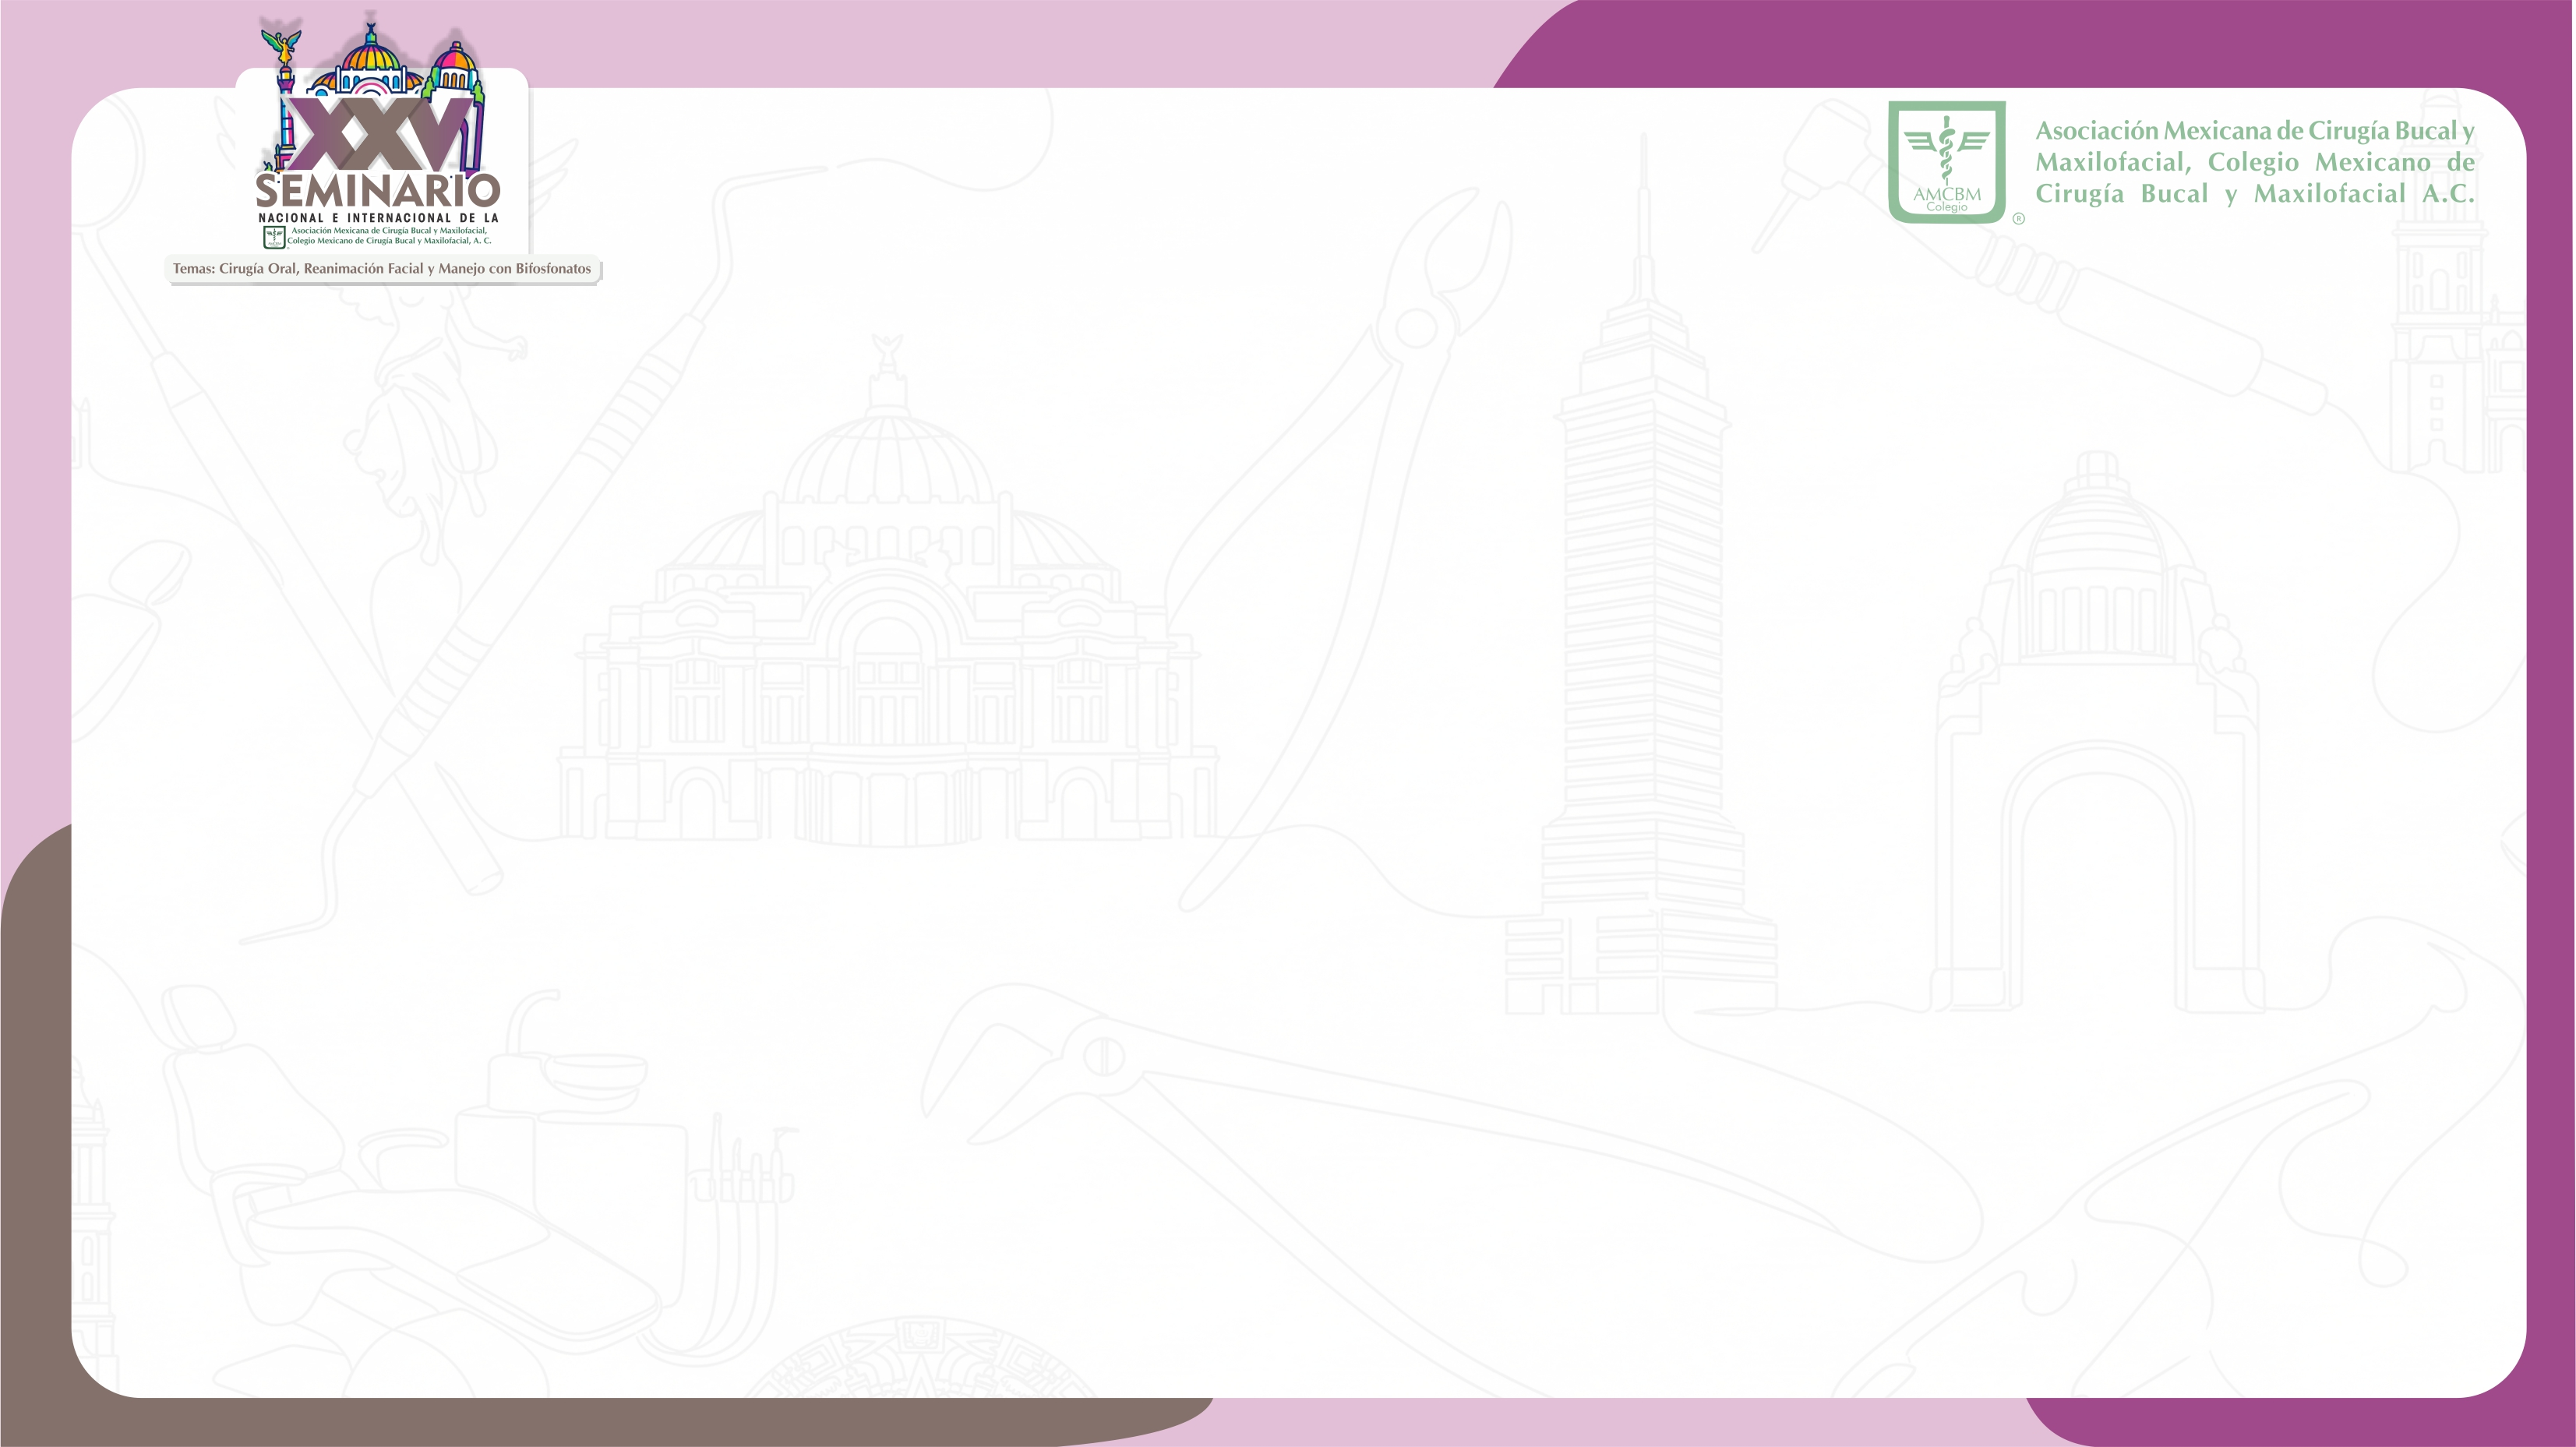 XXV
SEMINARIO
NACIONAL E INTERNACIONAL DE LA
Asociación Mexicana de Cirugía Bucal y Maxilofacial,
Colegio Mexicano de Cirugía Bucal y Maxilofacial, A. C.
Temas: Cirugía Oral, Reanimación Facial y Manejo con Bifosfonatos
AMCBM
Colegio
®
Asociación Mexicana de Cirugía Bucal y
Maxilofacial, Colegio Mexicano de
Cirugía Bucal y Maxilofacial A.C.